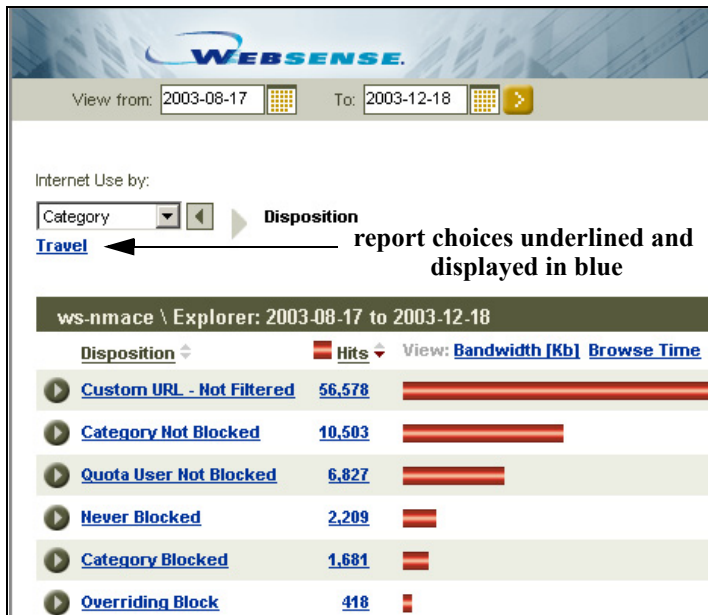 WEBSENSE.
View from: 2003-08-17 To: 2003-12-18
Internet Use by:
Category Disposition
Travel
report choices underlined and
displayed in blue
ws-nmace \ Explorer: 2003-08-17 to 2003-12-18
Disposition Hits View: Bandwidth [Kb] Browse Time
Custom URL - Not Filtered 56,578
Category Not Blocked 10,503
Quota User Not Blocked 6,827
Never Blocked 2,209
Category Blocked 1,681
Overriding Block 418